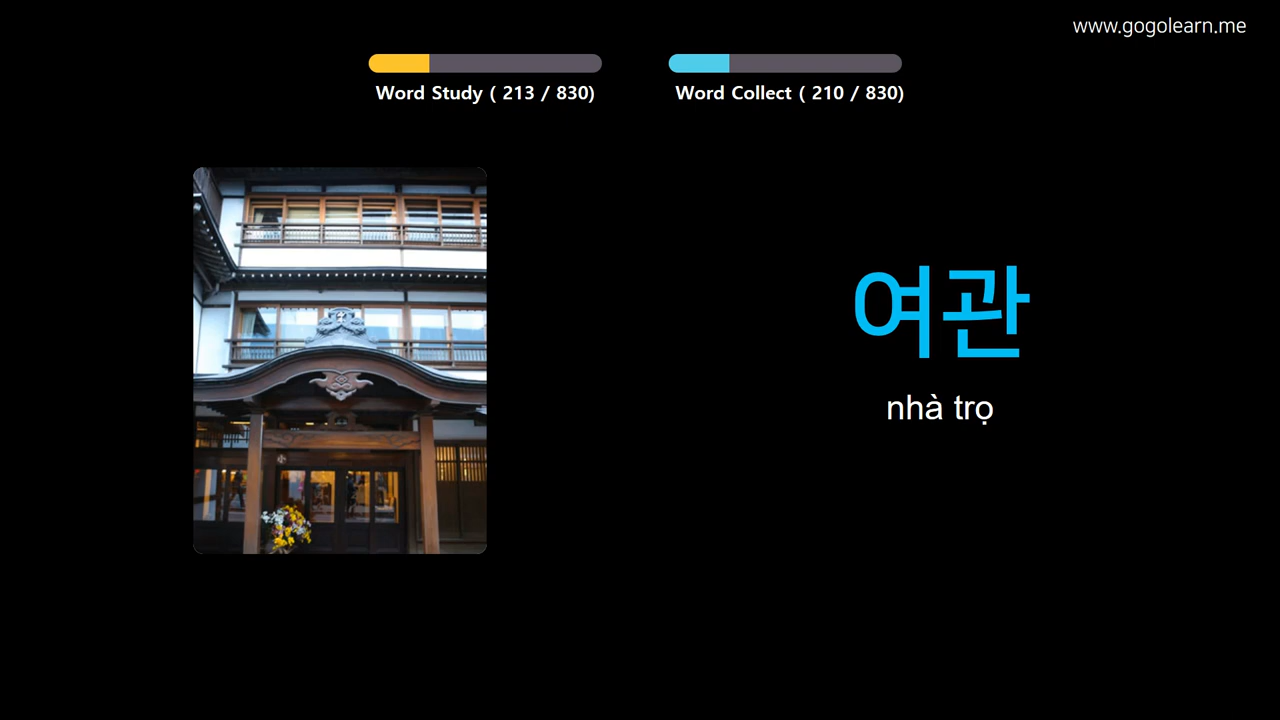 www.gogolearn.me
Word Study ( 213 / 830)
Word Collect ( 210 / 830)
여관
nhà trọ